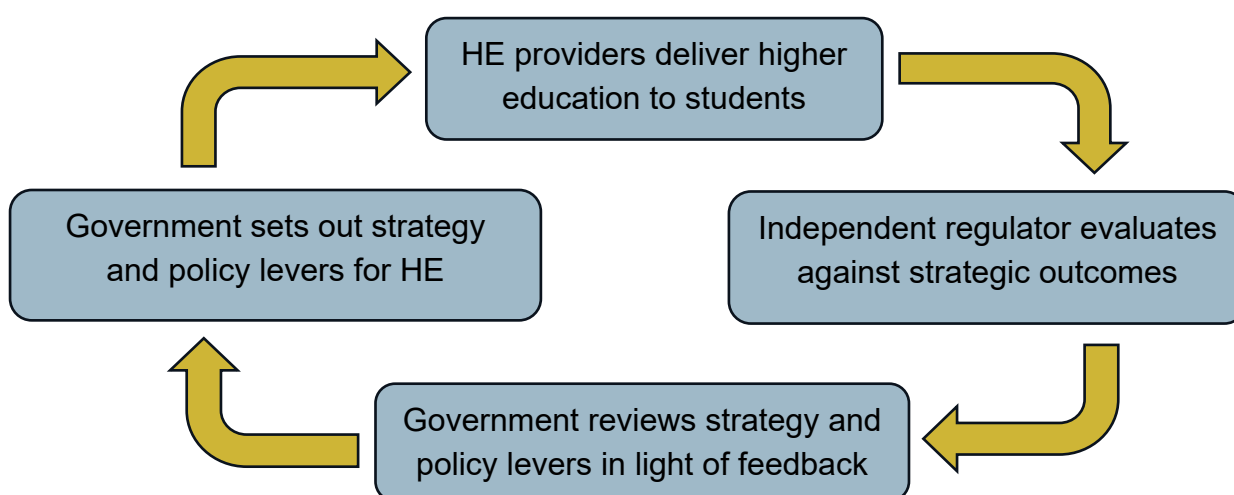 HE providers deliver higher
education to students
Government sets out strategy
and policy levers for HE
Independent regulator evaluates
against strategic outcomes
Government reviews strategy and
policy levers in light of feedback